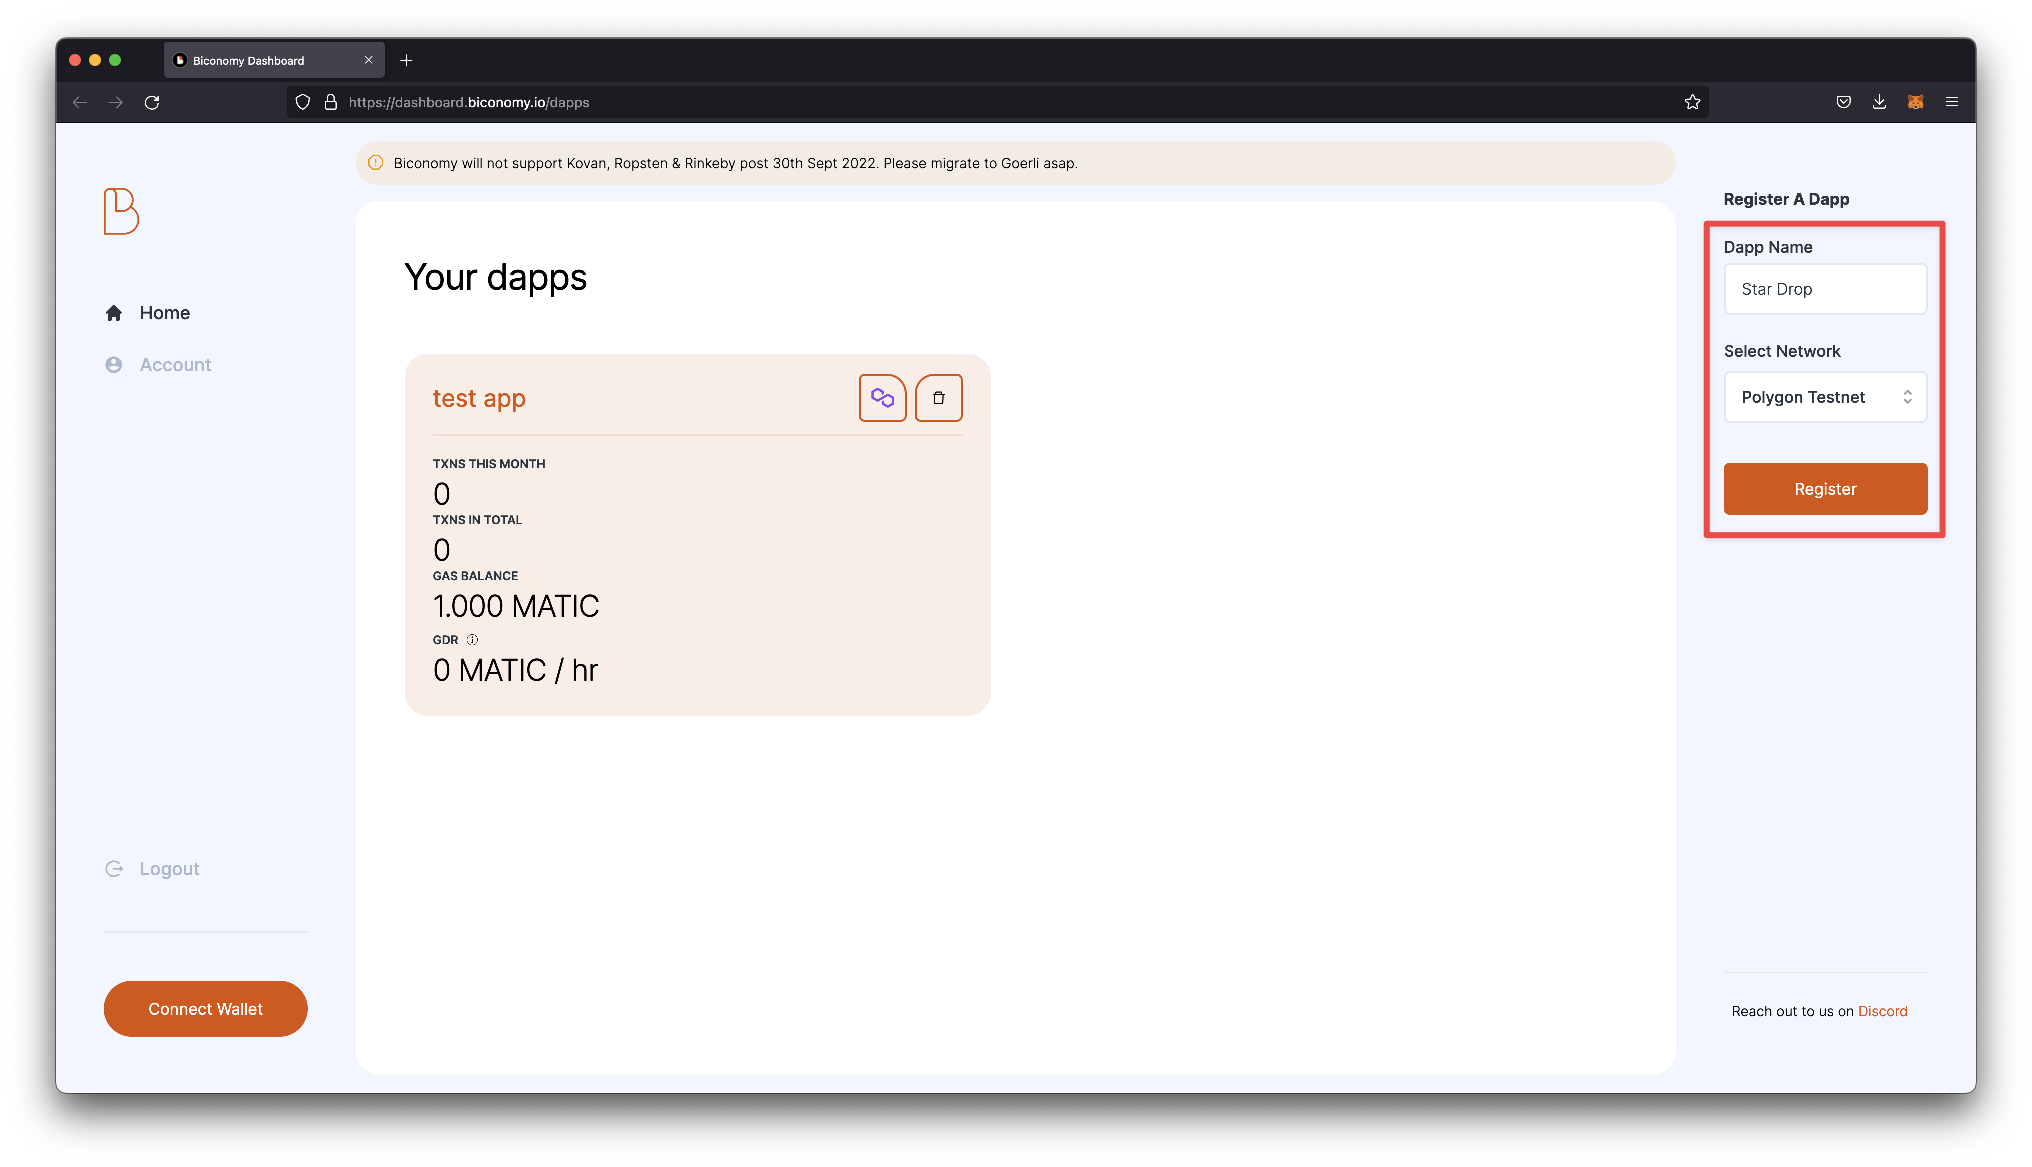 Biconomy Dashboard
https://dashboard.biconomy.io/dapps
Biconomy will not support Kovan, Ropsten & Rinkeby post 30th Sept 2022. Please migrate to Goerli asap.
Home
Account
Logout
Connect Wallet
Your dapps
test app
TXNS THIS MONTH
0
TXNS IN TOTAL
0
GAS BALANCE
1.000 MATIC
GDR
0 MATIC / hr
Register A Dapp
Dapp Name
Star Drop
Select Network
Polygon Testnet
Register
Reach out to us on Discord